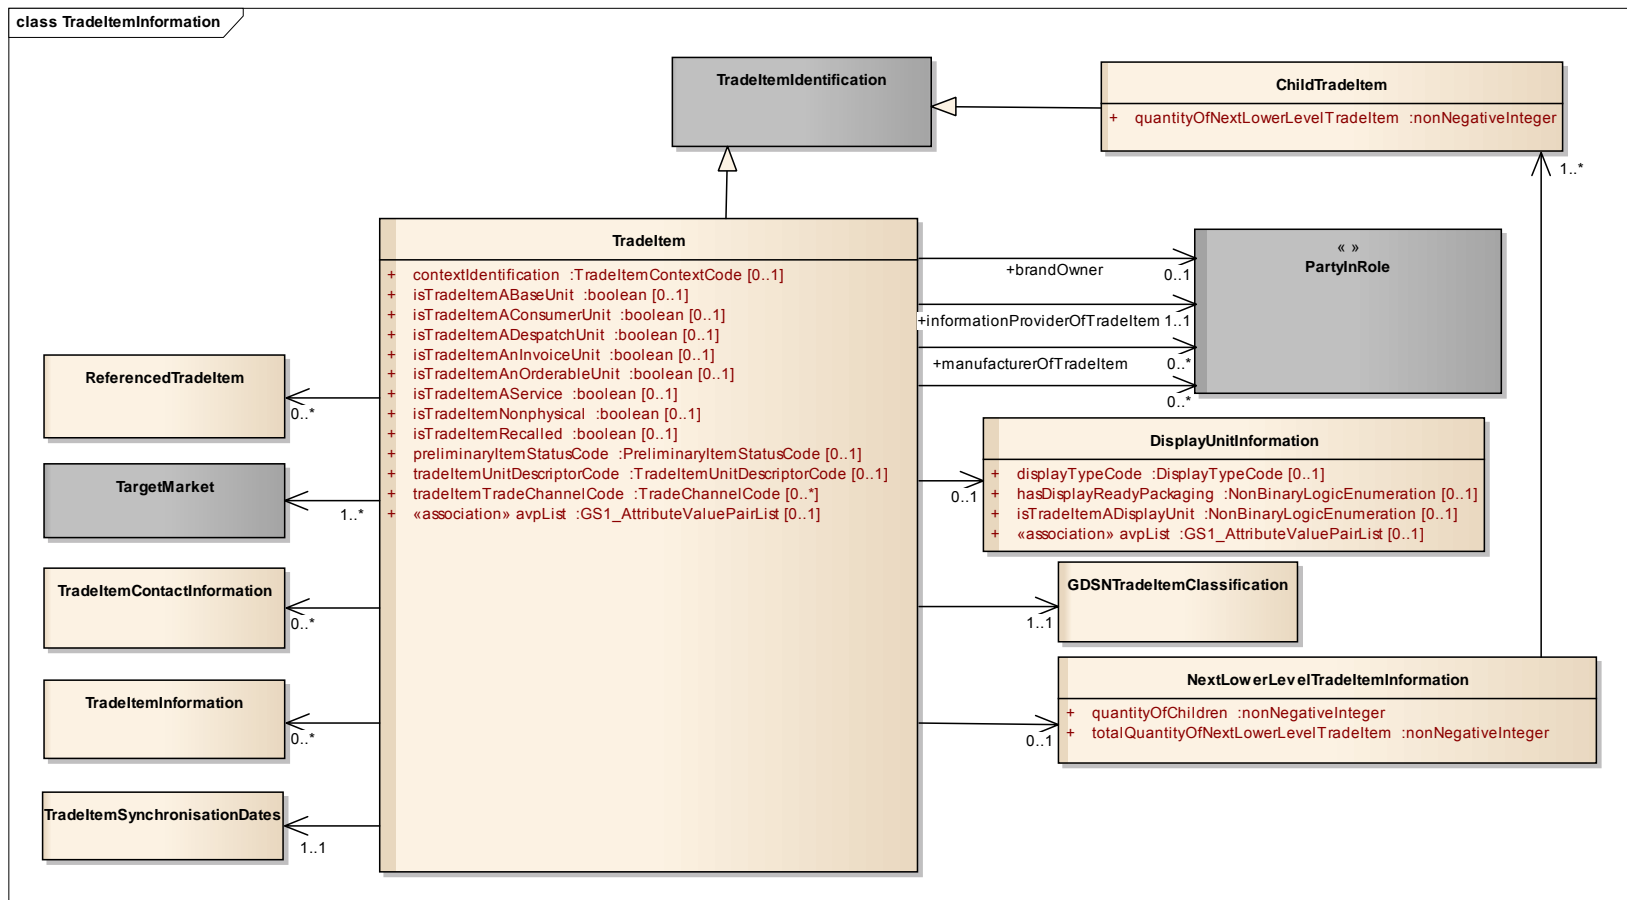 class TradeItemInformation
TradeItemIdentification
ChildTradeItem
+ quantityOfNextLowerLevelTradeItem :nonNegativeInteger
1..*
TradeItem
+ contextIdentification :TradeItemContextCode [0..1]
+ isTradeItemABaseUnit :boolean [0..1]
+ isTradeItemAConsumerUnit :boolean [0..1]
+ isTradeItemADespatchUnit :boolean [0..1]
+ isTradeItemAnInvoiceUnit :boolean [0..1]
+ isTradeItemAnOrderableUnit :boolean [0..1]
+ isTradeItemAService :boolean [0..1]
+ isTradeItemNonphysical :boolean [0..1]
+ isTradeItemRecalled :boolean [0..1]
+ preliminaryItemStatusCode :PreliminaryItemStatusCode [0..1]
+ tradeItemUnitDescriptorCode :TradeItemUnitDescriptorCode [0..1]
+ tradeItemTradeChannelCode :TradeChannelCode [0..*]
+ «association» avpList :GS1_AttributeValuePairList [0..1]
« »
PartyInRole
+brandOwner
0..1
+informationProviderOfTradeItem 1..1
+manufacturerOfTradeItem
0..*
0..*
ReferencedTradeItem
0..*
TargetMarket
1..*
TradeItemContactInformation
0..*
TradeItemInformation
0..*
TradeItemSynchronisationDates
1..1
DisplayUnitInformation
+ displayTypeCode :DisplayTypeCode [0..1]
+ hasDisplayReadyPackaging :NonBinaryLogicEnumeration [0..1]
+ isTradeItemADisplayUnit :NonBinaryLogicEnumeration [0..1]
+ «association» avpList :GS1_AttributeValuePairList [0..1]
0..1
GDSNTradeItemClassification
1..1
NextLowerLevelTradeItemInformation
+ quantityOfChildren :nonNegativeInteger
+ totalQuantityOfNextLowerLevelTradeItem :nonNegativeInteger
0..1